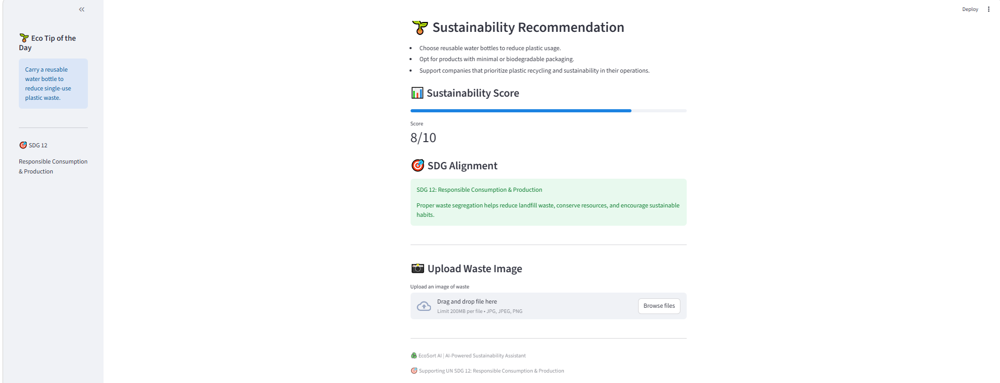 Deploy
Eco Tip of the
Day
Carry a reusable
water bottle to
reduce single-use
plastic waste.
SDG 12
Responsible Consumption
& Production
Sustainability Recommendation
• Choose reusable water bottles to reduce plastic usage.
• Opt for products with minimal or biodegradable packaging.
• Support companies that prioritize plastic recycling and sustainability in their operations.
Sustainability Score
Score
8/10
SDG Alignment
SDG 12: Responsible Consumption & Production
Proper waste segregation helps reduce landfill waste, conserve resources, and encourage sustainable
habits.
Upload Waste Image
Upload an image of waste
Drag and drop file here
Limit 200MB per file • JPG, JPEG, PNG
Browse files
EcoSort AI | AI-Powered Sustainability Assistant
Supporting UN SDG 12: Responsible Consumption & Production